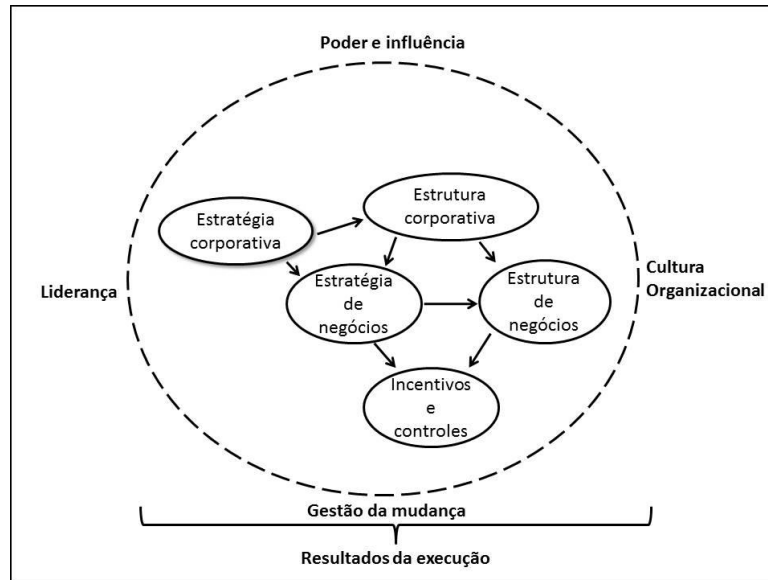 Poder e influência
Estratégia
corporativa
Estrutura
corporativa
Liderança
Estratégia
de
negócios
Estrutura
de
negócios
Cultura
Organizacional
Incentivos
e
controles
Gestão da mudança
Resultados da execução